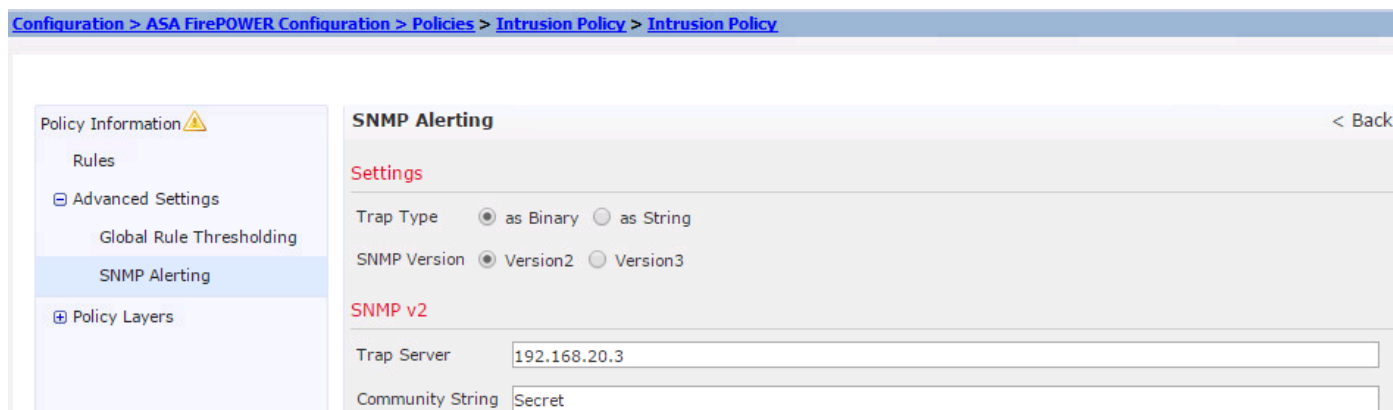 Configuration > ASA FirePOWER Configuration > Policies > Intrusion Policy > Intrusion Policy
Policy Information
Rules
Advanced Settings
Global Rule Thresholding
SNMP Alerting
Policy Layers
SNMP Alerting
< Back
Settings
Trap Type as Binary as String
SNMP Version Version2 Version3
SNMP v2
Trap Server 192.168.20.3
Community String Secret